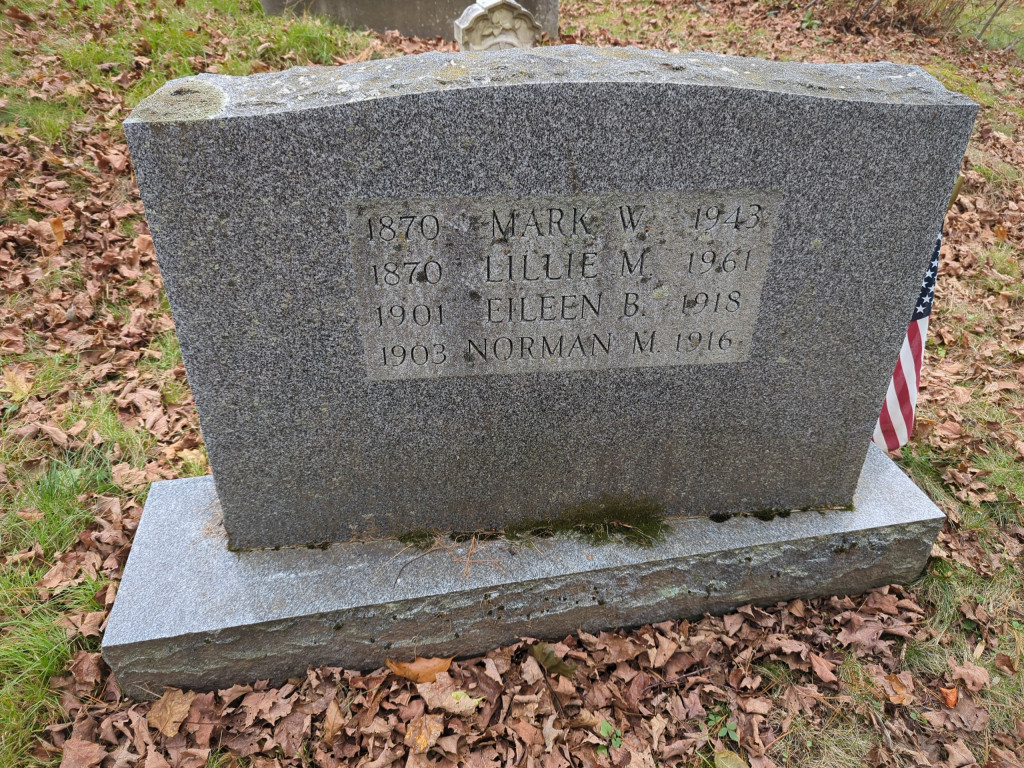 1870 MARK W. 1943
1870 LILLIE M. 1961
1901 EILEEN B. 1918
1903 NORMAN M. 1916